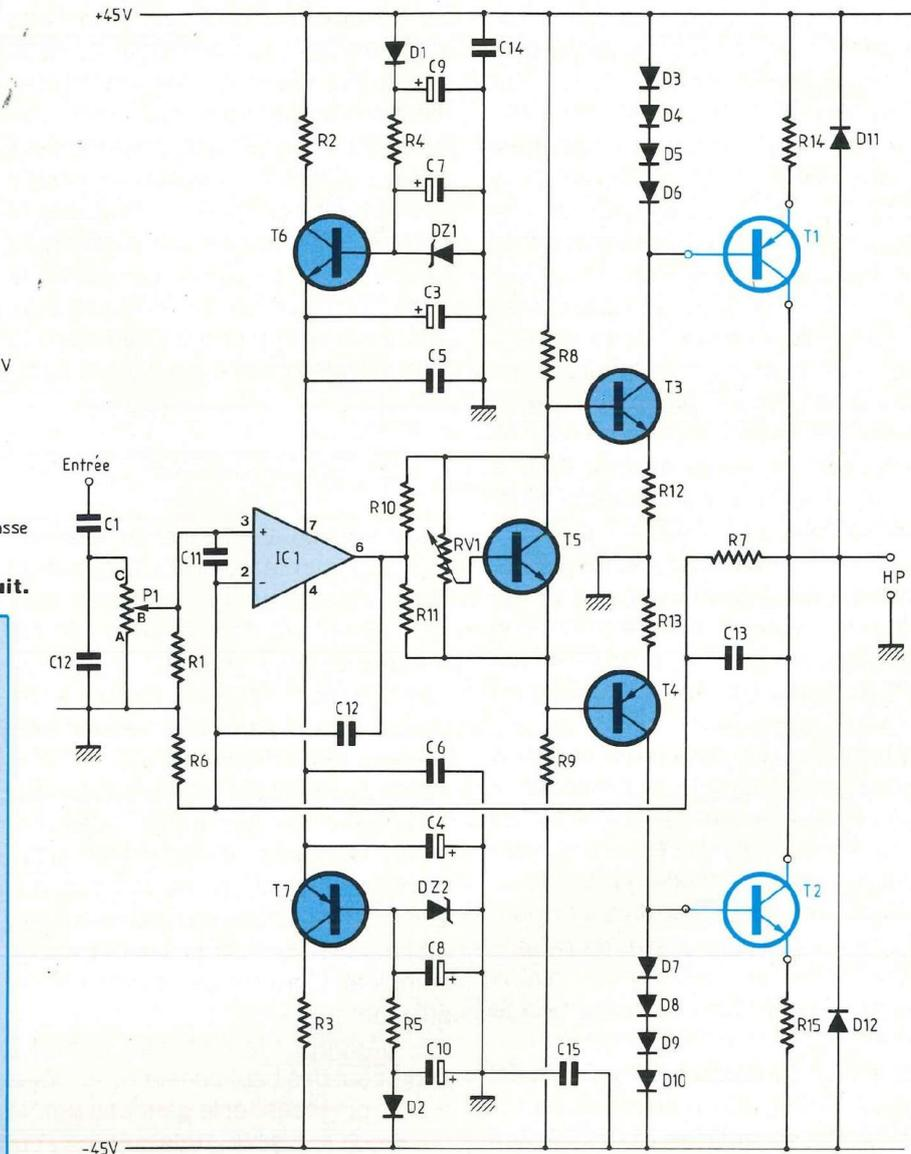 +45V
D1
C14
C9
D3
D4
R2
R4
D5
R14
D11
C7
D6
T6
DZ1
T1
C3
V
R8
C5
T3
Entrée
R10
R12
C1
asse
3
7
+
C11
IC1
6
RV1
T5
R7
2
-
4
HP
uit.
C
P1
B
A
R11
R13
C12
R1
C13
T4
C12
R6
C6
R9
C4
T7
DZ2
T2
C8
D7
D8
R3
R5
C10
C15
D9
R15
D12
D10
D2
-45V